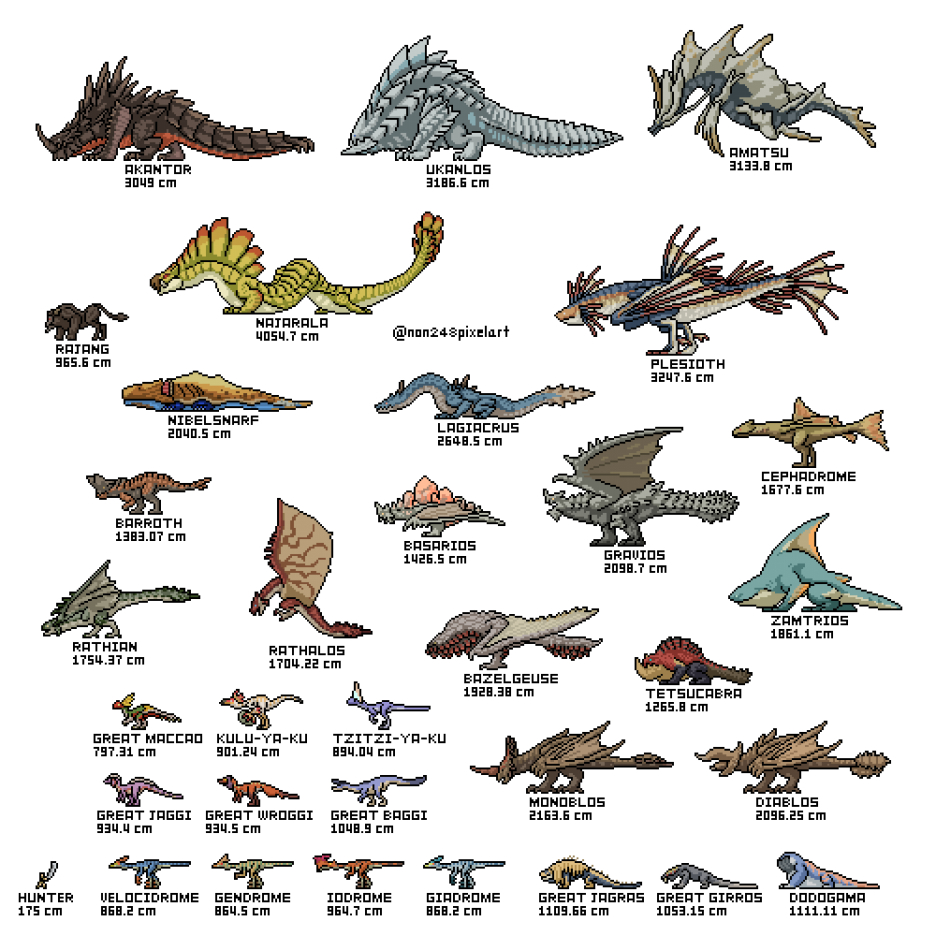 AKANTOR
3049 cm
UKANLOS
3186.6 cm
AMATSU
3133.8 cm
NAJARALA
4054.7 cm
@non248pixelart
RAJANG
965.6 cm
PLESIOTH
3247.6 cm
NIBELSNARF
2040.5 cm
LAGIACRUS
2648.5 cm
CEPHADROME
1677.6 cm
BARROTH
1383.07 cm
BASARIOS
1426.5 cm
GRAVIOS
2098.7 cm
RATHIAN
1754.37 cm
RATHALOS
1704.22 cm
ZAMTRIOS
1861.1 cm
BAZELGEUSE
1928.38 cm
TETSUCABRA
1265.8 cm
GREAT MACCAO
797.31 cm
KULU-YA-KU
901.24 cm
TZITZI-YA-KU
894.04 cm
MONOBLOS
2163.6 cm
DIABLOS
2096.25 cm
GREAT JAGGI
934.4 cm
GREAT WROGGI
934.5 cm
GREAT BAGGI
1048.9 cm
HUNTER
175 cm
VELOCIDROME
868.2 cm
GENDROME
864.5 cm
IODROME
964.7 cm
GIADROME
868.2 cm
GREAT JAGRAS
1109.66 cm
GREAT GIRROS
1053.15 cm
DODOGAMA
1111.11 cm